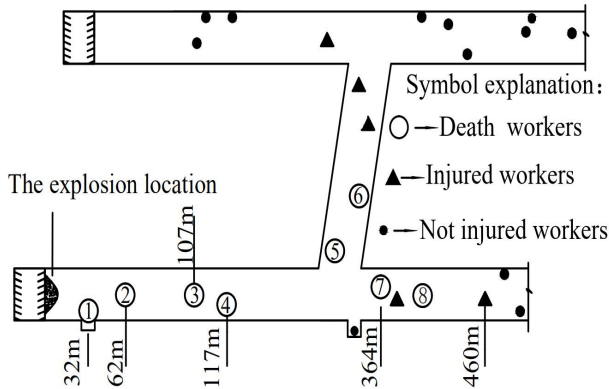 Symbol explanation：
Death workers
Injured workers
Not injured workers
The explosion location
107m
6
5
1
2
3
4
7
8
32m
62m
117m
364m
460m